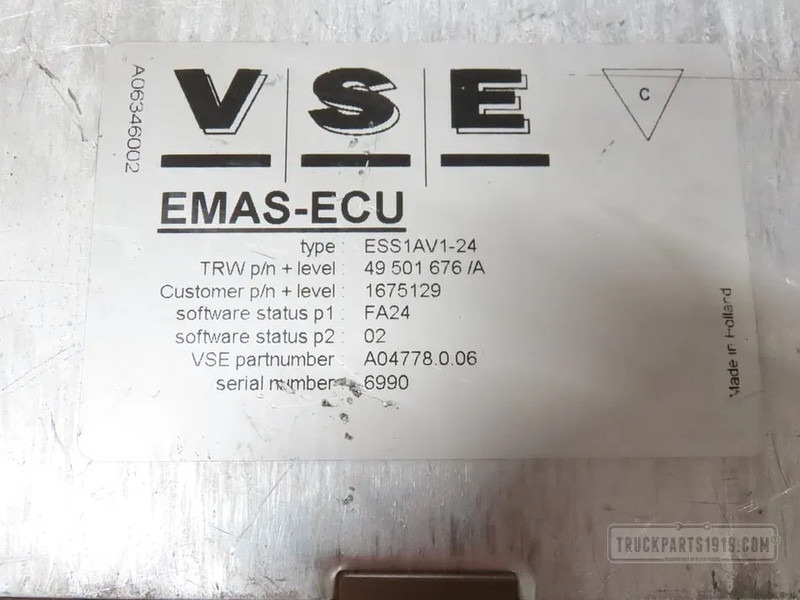 A06346002
VSE
C
EMAS-ECU
type : ESS1AV1-24
TRW p/n + level : 49 501 676 /A
Customer p/n + level : 1675129
software status p1 : FA24
software status p2 : 02
VSE partnumber : A04778.0.06
serial number : 6990
Made in Holland
TRUCKPARTS1919.COM